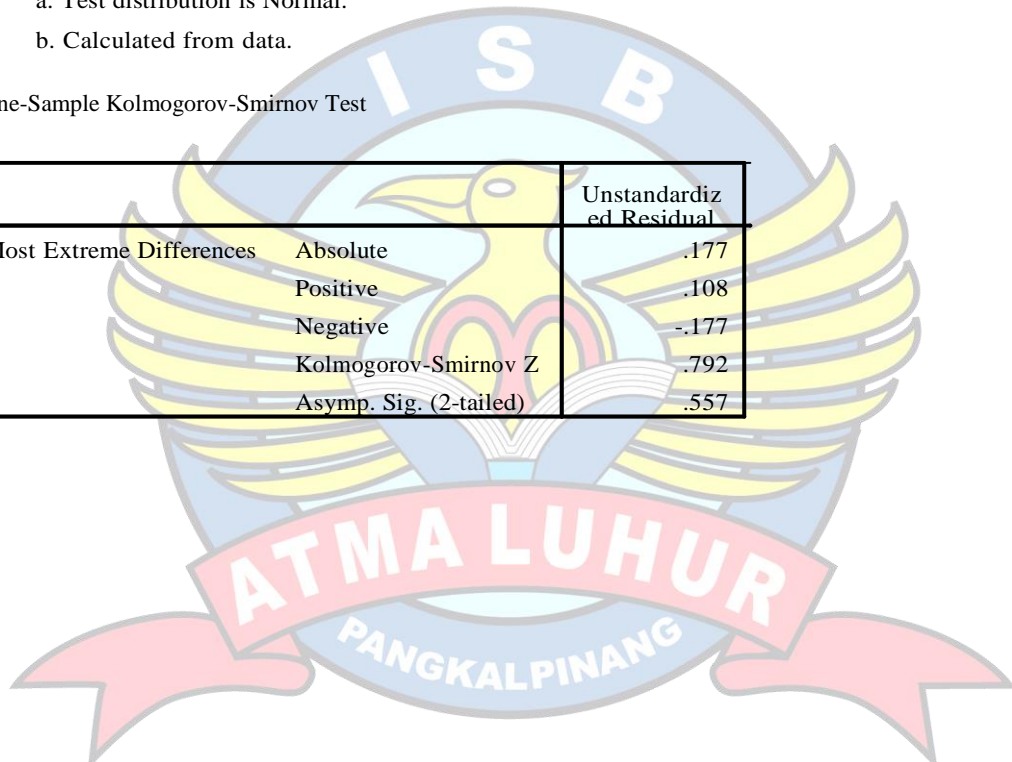 a. Test distribution is Normal.
b. Calculated from data.
ne-Sample Kolmogorov-Smirnov Test
Unstandardiz
ed Residual
ost Extreme Differences Absolute .177
Positive .108
Negative -.177
Kolmogorov-Smirnov Z .792
Asymp. Sig. (2-tailed) .557
I S B
ATMA LUHUR
PANGKALPINANG